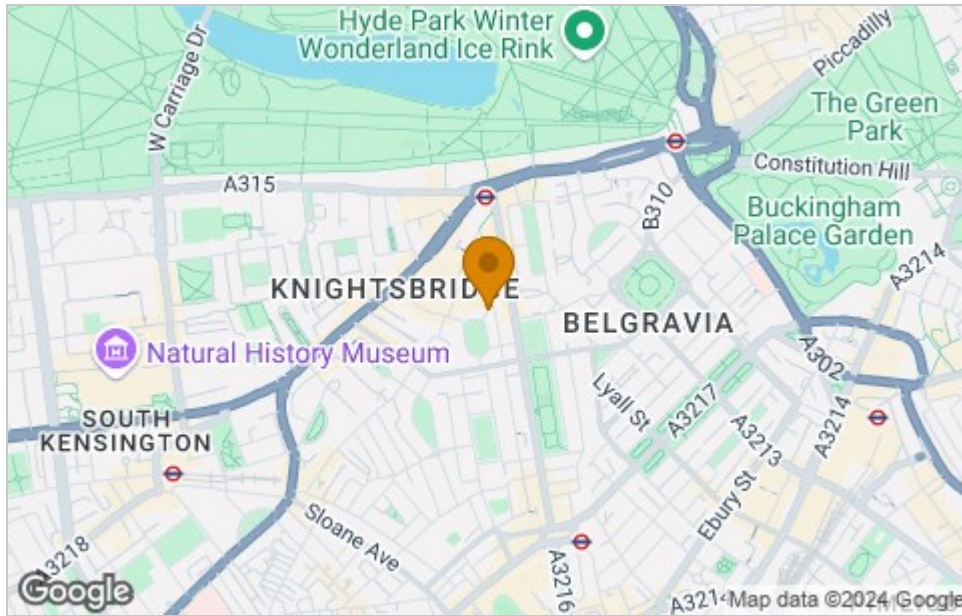 Hyde Park Winter
Wonderland Ice Rink
Piccadilly
W Carriage Dr
The Green
Park
A315
Constitution Hill
B310
Buckingham
Palace Garden
A3214
KNIGHTSBRIDGE
BELGRAVIA
Natural History Museum
A302
Lyall St
A3217
SOUTH
KENSINGTON
A3213
A3214
Ebury St
Sloane Ave
A3218
A3216
A3214
Google
Map data ©2024 Google